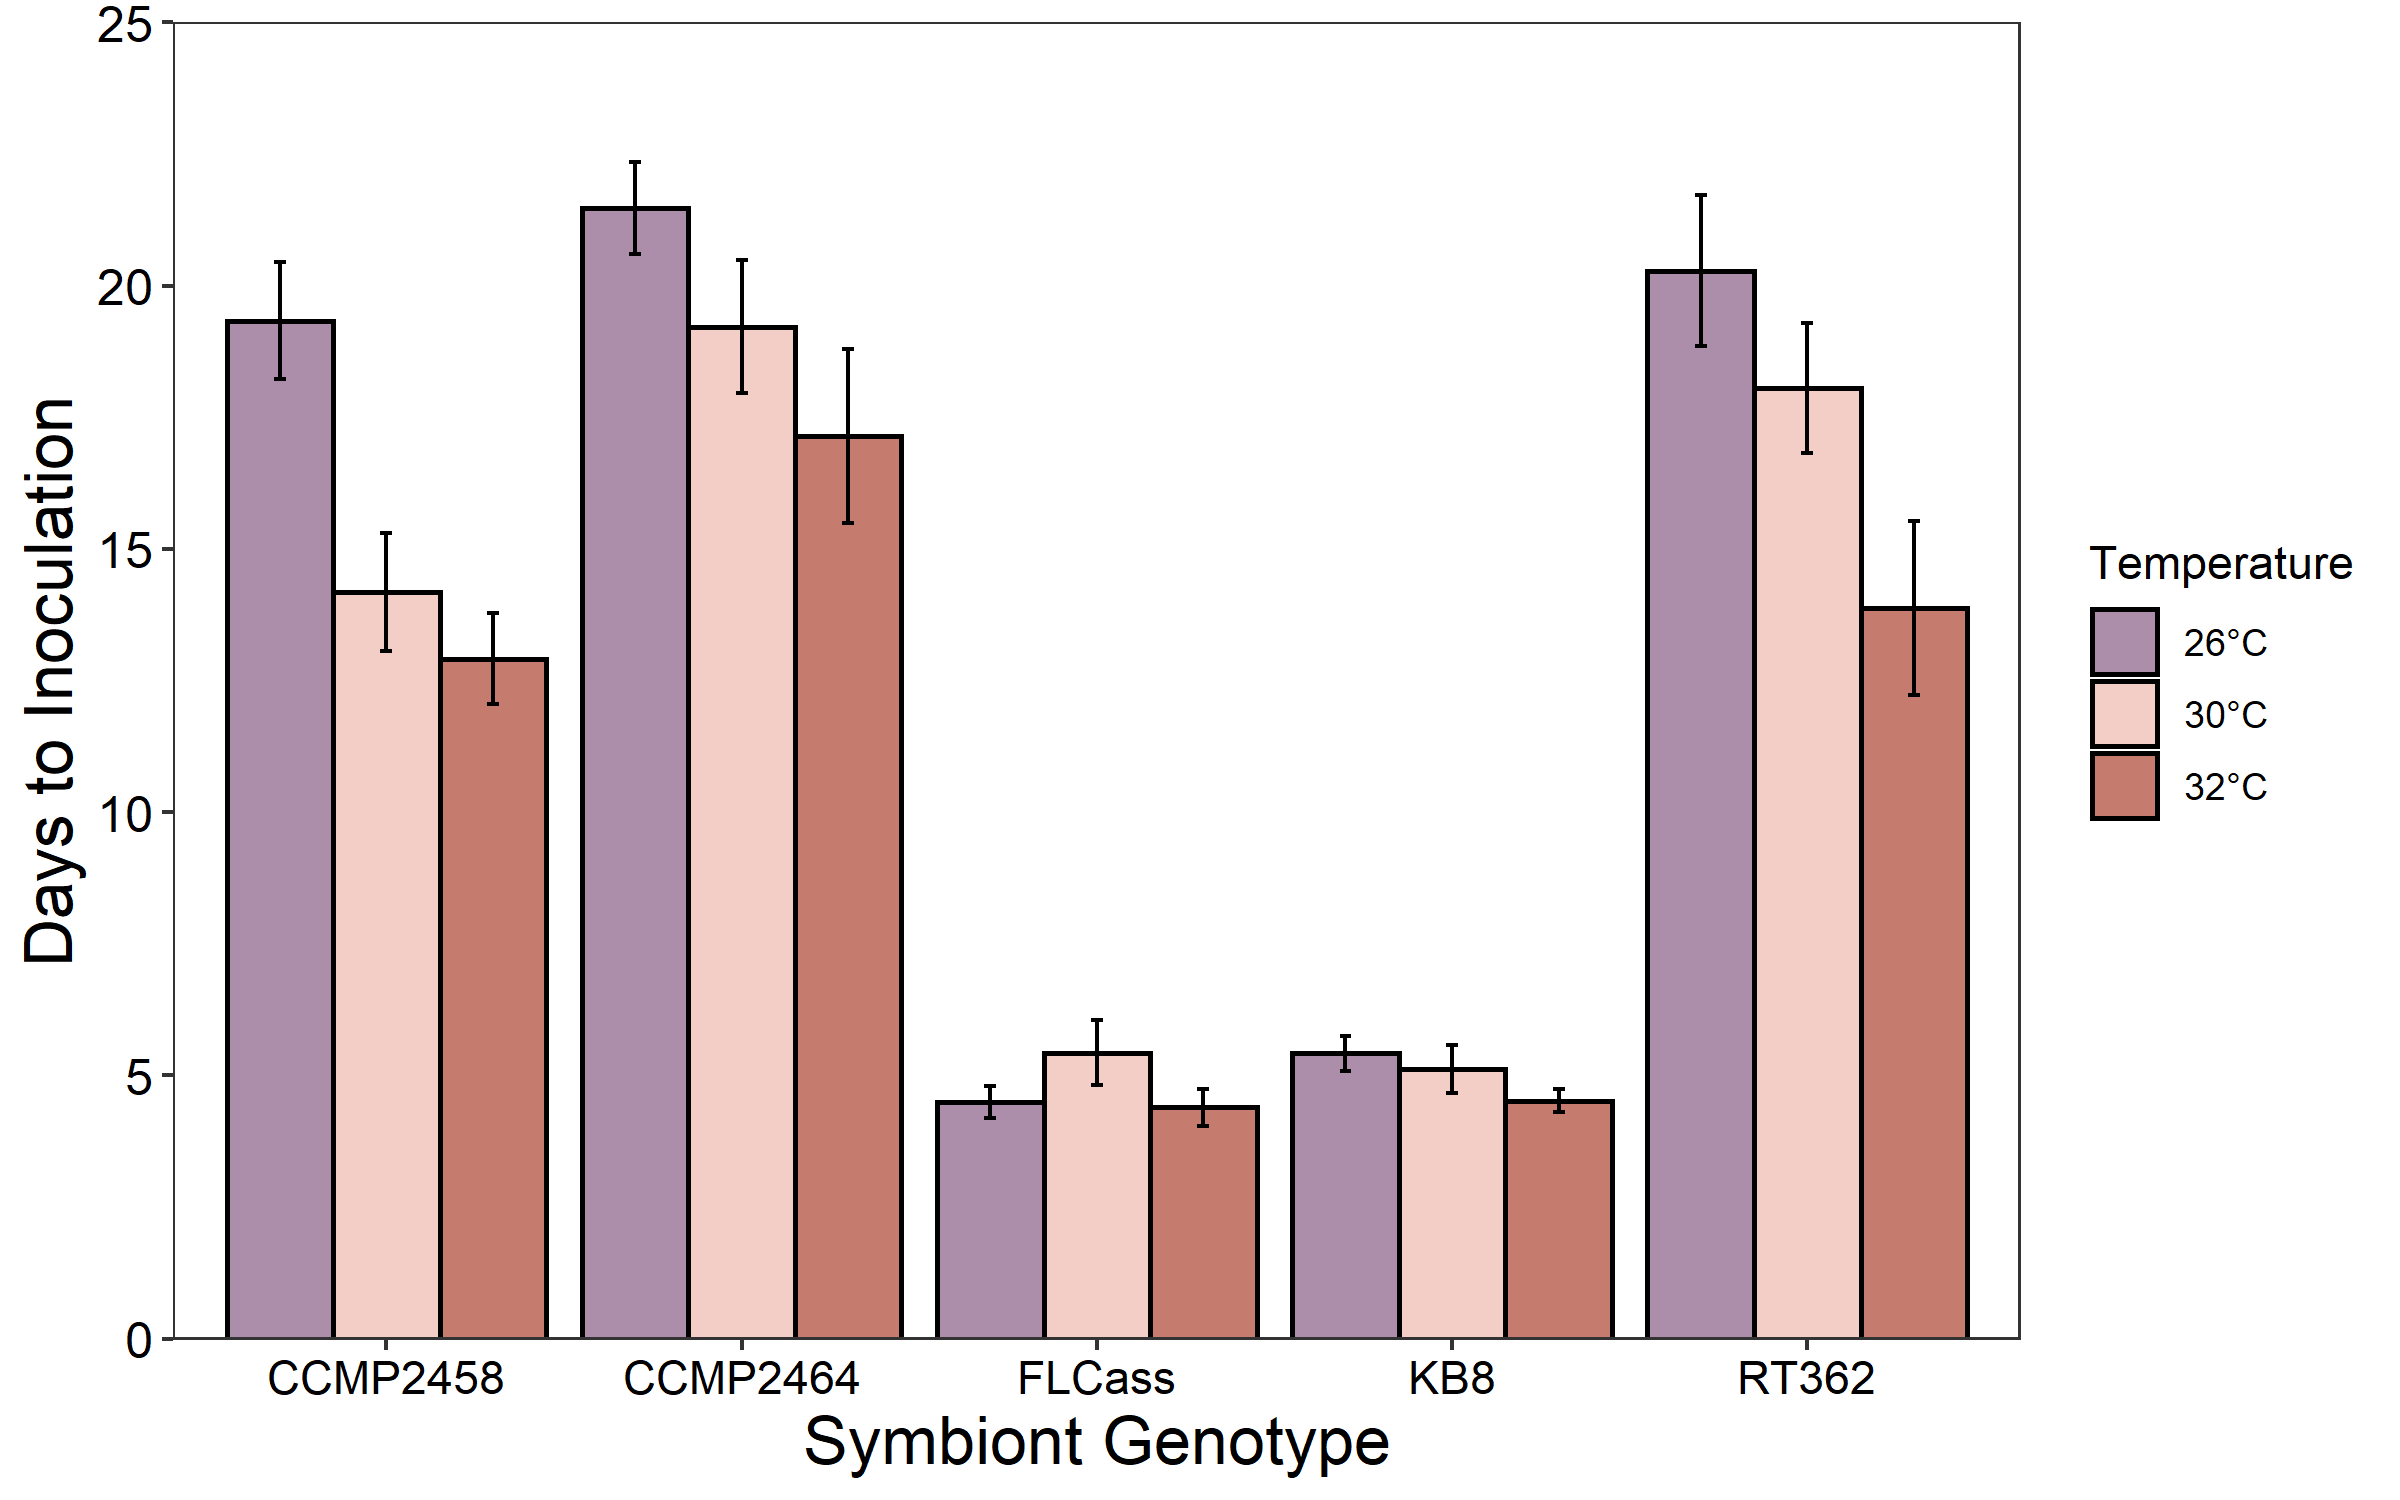 25
20
15
10
5
0
Days to Inoculation
CCMP2458 CCMP2464 FLCass KB8 RT362
Symbiont Genotype
Temperature
26°C
30°C
32°C